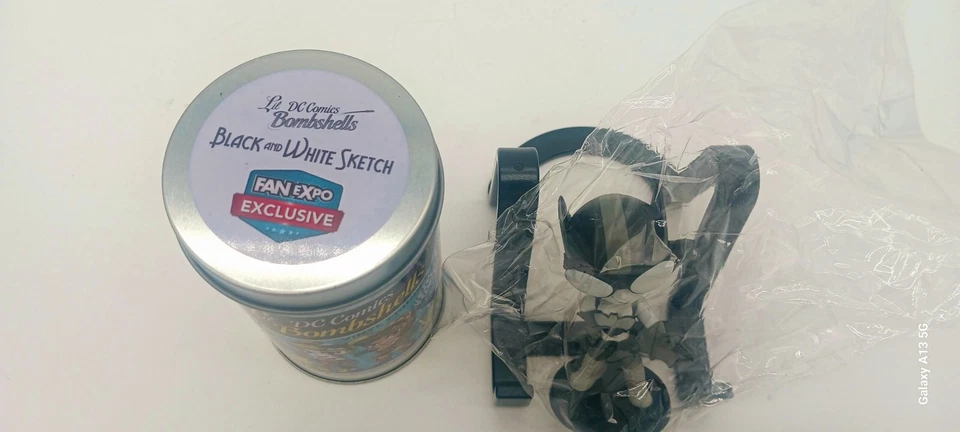 Lil DC Comics
Bombshells
BLACK AND WHITE SKETCH
FAN EXPO
EXCLUSIVE
DC Comics
Bombshells
Galaxy A13 5G